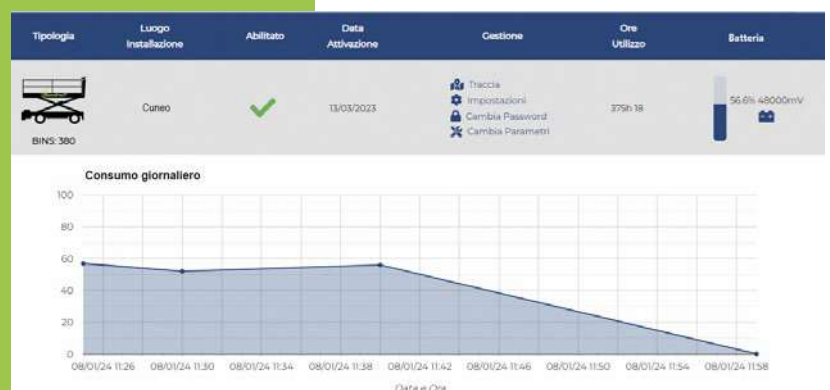 Tipologia
Luogo
Installazione
Abilitato
Data
Attivazione
Gestione
Ore
Utilizzo
Batteria
BINS: 380
Cuneo
13/03/2023
Traccia
Impostazioni
Cambia Password
Cambia Parametri
375h 18
56.6% 48000mV
Consumo giornaliero
100
80
60
40
20
0
08/01/24 11:26 08/01/24 11:30 08/01/24 11:34 08/01/24 11:38 08/01/24 11:42 08/01/24 11:46 08/01/24 11:50 08/01/24 11:54 08/01/24 11:58
Data e Ora